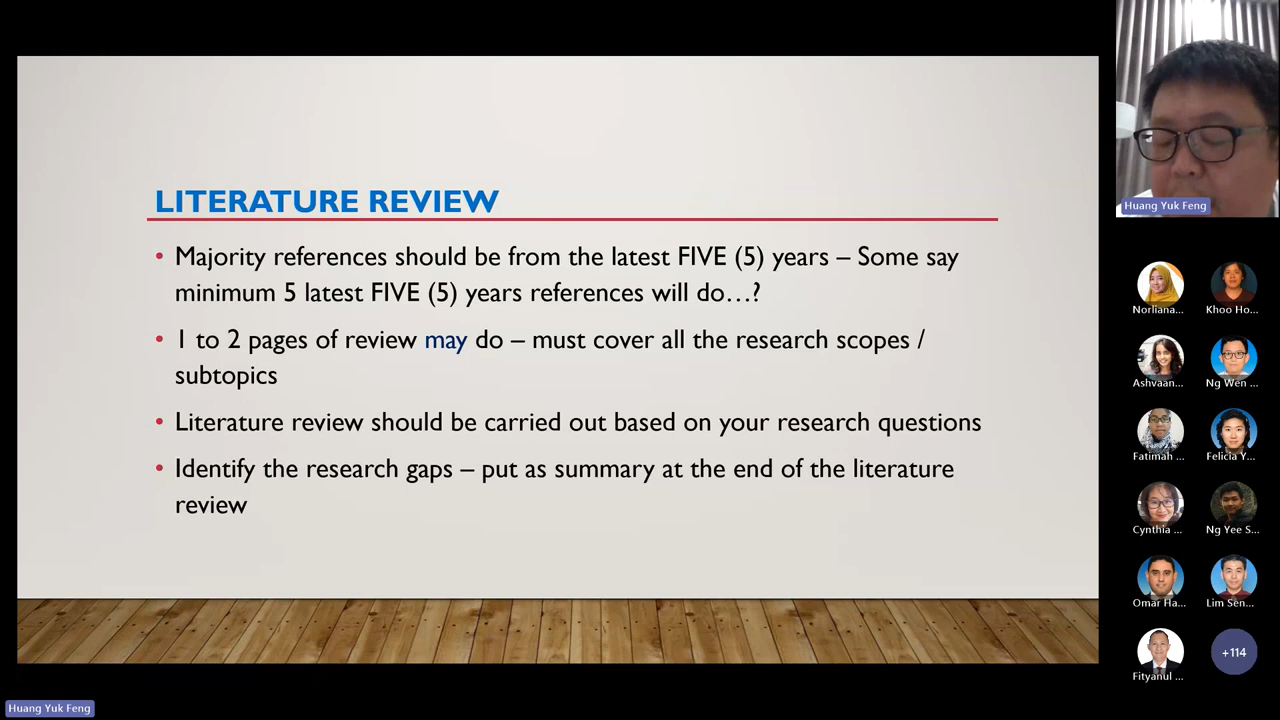 LITERATURE REVIEW
• Majority references should be from the latest FIVE (5) years – Some say
minimum 5 latest FIVE (5) years references will do…?
• 1 to 2 pages of review may do – must cover all the research scopes /
subtopics
• Literature review should be carried out based on your research questions
• Identify the research gaps – put as summary at the end of the literature
review
Huang Yuk Feng
Norliana...
Khoo Ho...
Ashvaan...
Ng Wen ...
Fatimah ...
Felicia Y...
Cynthia ...
Ng Yee S...
Omar Ha...
Lim Sen...
Fityanul ...
+114
Huang Yuk Feng